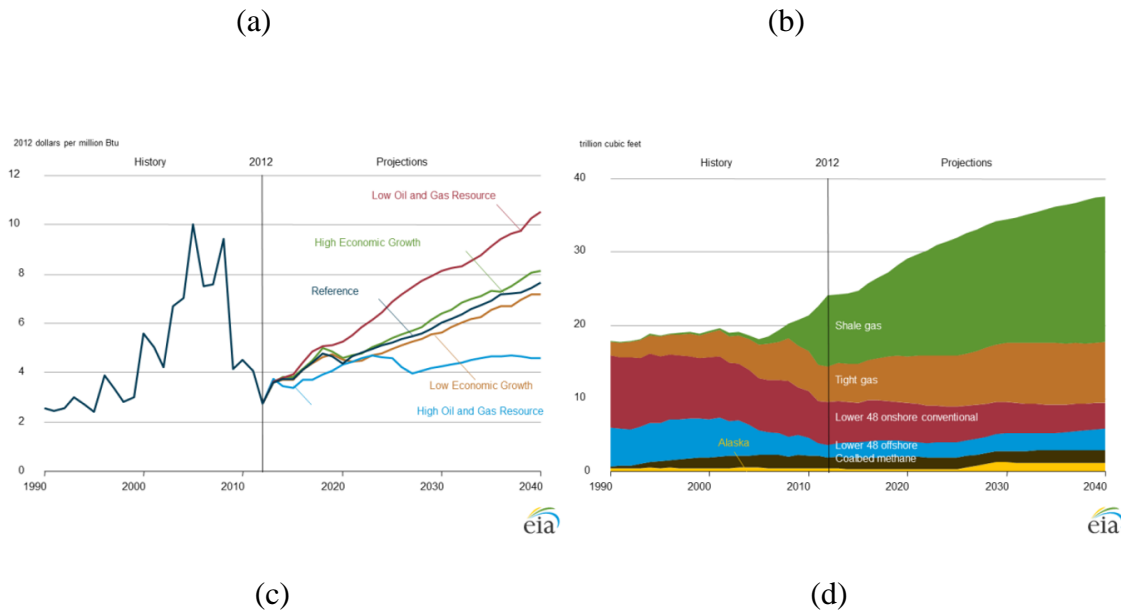 (a)
(b)
2012 dollars per million Btu
History
2012
Projections
12
10
8
6
4
2
0
1990
2000
2010
2020
2030
2040
Low Oil and Gas Resource
High Economic Growth
Reference
Low Economic Growth
High Oil and Gas Resource
eia
trillion cubic feet
History
2012
Projections
40
30
20
10
0
1990
2000
2010
2020
2030
2040
Shale gas
Tight gas
Lower 48 onshore conventional
Lower 48 offshore
Coalbed methane
Alaska
eia
(c)
(d)